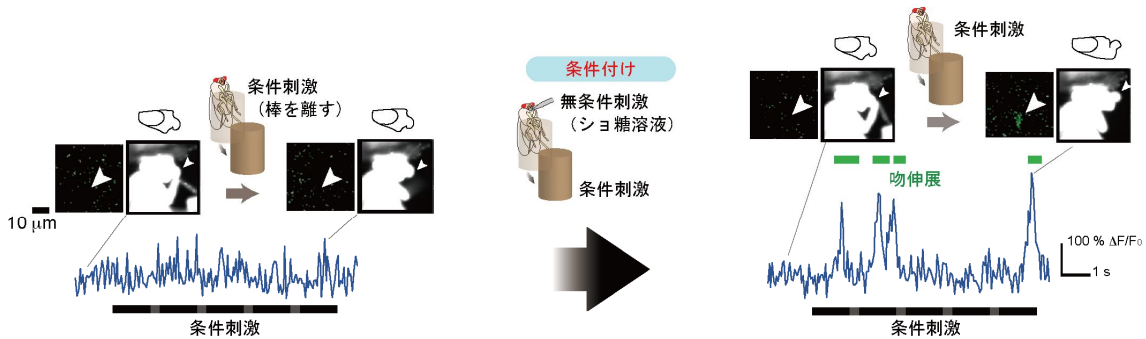 条件刺激
(棒を離す)
10 μm
条件刺激
条件付け
無条件刺激
(ショ糖溶液)
条件刺激
条件刺激
吻伸展
100 % ΔF/F₀
1 s
条件刺激